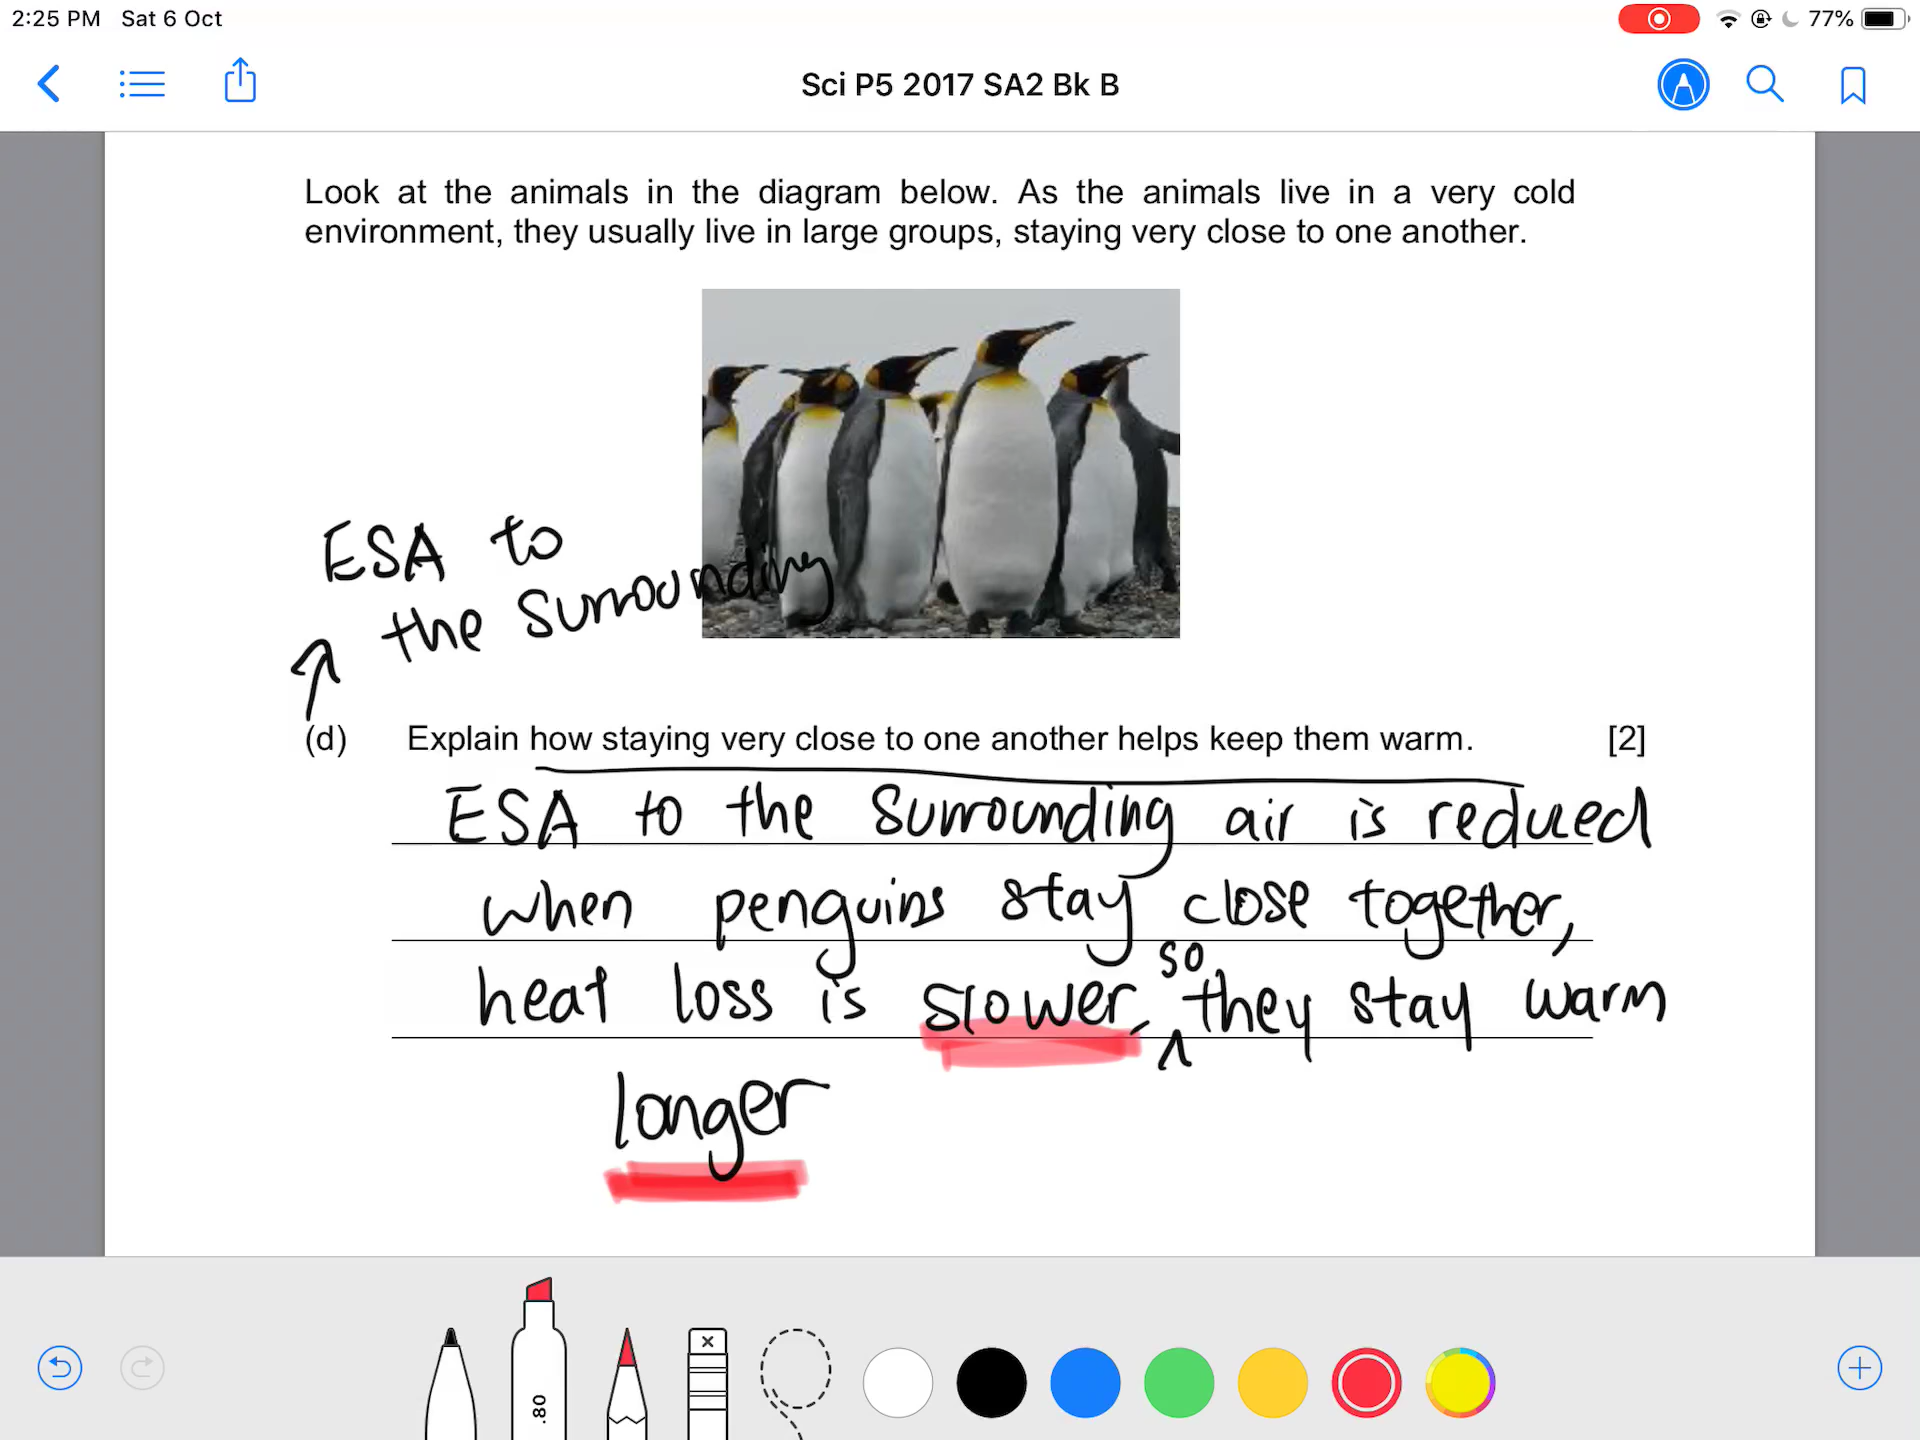 2:25 PM Sat 6 Oct
77%
Sci P5 2017 SA2 Bk B
Look at the animals in the diagram below. As the animals live in a very cold
environment, they usually live in large groups, staying very close to one another.
ESA to
the surrounding
(d) Explain how staying very close to one another helps keep them warm. [2]
ESA to the surrounding air is reduced
when penguins stay close together,
so
heat loss is slower, they stay warm
longer
.80